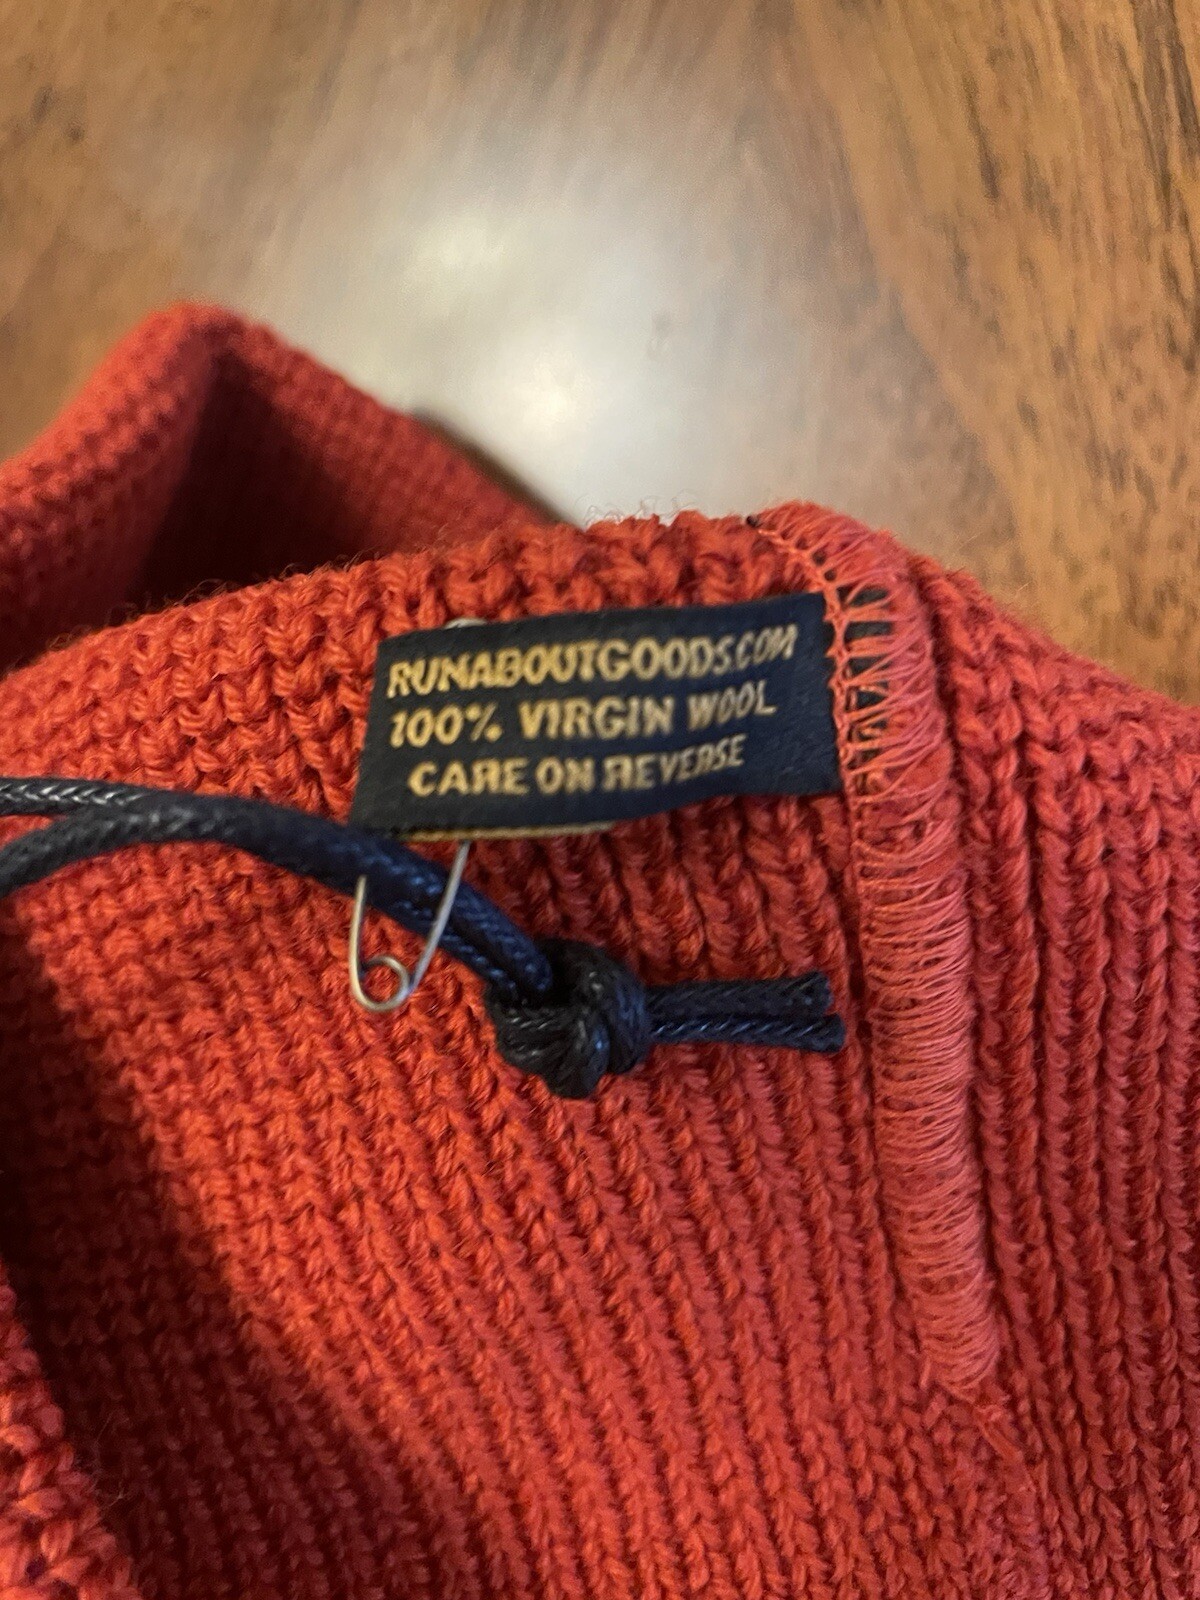 RUNABOUTGOODS.COM
100% VIRGIN WOOL
CARE ON REVERSE